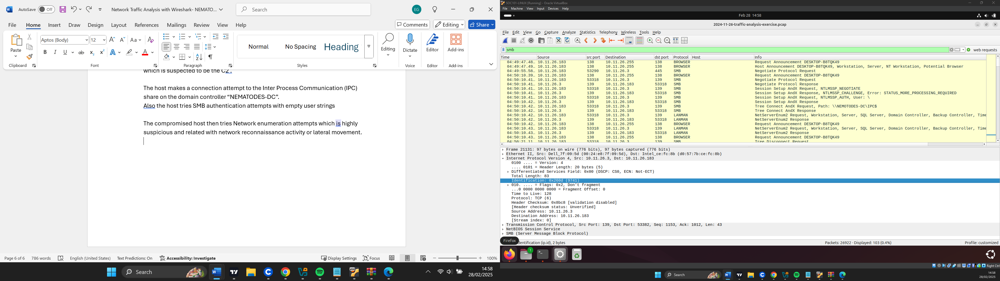 AutoSave Off Network Traffic Analysis with Wireshark- NEMATO... Search EG
File Home Insert Draw Design Layout References Mailings Review View Help Comments Editing Share
Paste
Clipboard
Aptos (Body) 12
Font
Paragraph
Normal No Spacing Heading
Styles
Editing
Dictate
Voice
Editor
Editor
Add-ins
Add-ins
which is suspected to be the C2 .
The host makes a connection attempt to the Inter Process Communication (IPC)
share on the domain controller “NEMATODES-DC”.
Also the host tries SMB authentication attempts with empty user strings
The compromised host then tries Network enumeration attempts which is highly
suspicious and related with network reconnaissance activity or lateral movement.
Page 6 of 6 786 words English (United States) Text Predictions: On Accessibility: Investigate Display Settings Focus 100%
Search
14:58
28/02/2025
SOC101-LINUX [Running] - Oracle VirtualBox
File Machine View Input Devices Help
Feb 28 14:58
2024-11-26-traffic-analysis-exercise.pcap
File Edit View Go Capture Analyze Statistics Telephony Wireless Tools Help
smb web requests
Time Source src port Destination dst port Protocol Host Info
04:49:47.48… 10.11.26.183 138 10.11.26.255 138 BROWSER Request Announcement DESKTOP-B8TQK49
04:49:47.49… 10.11.26.183 138 10.11.26.255 138 BROWSER Host Announcement DESKTOP-B8TQK49, Workstation, Server, NT Workstation, Potential Browser
04:49:55.58… 10.11.26.183 53290 10.11.26.3 445 SMB Negotiate Protocol Request
04:50:10.39… 10.11.26.183 138 10.11.26.255 138 BROWSER Request Announcement DESKTOP-B8TQK49
04:50:10.41… 10.11.26.183 53318 10.11.26.3 139 SMB Negotiate Protocol Request
04:50:10.41… 10.11.26.3 139 10.11.26.183 53318 SMB Negotiate Protocol Response
04:50:10.41… 10.11.26.183 53318 10.11.26.3 139 SMB Session Setup AndX Request, NTLMSSP_NEGOTIATE
04:50:10.41… 10.11.26.3 139 10.11.26.183 53318 SMB Session Setup AndX Response, NTLMSSP_CHALLENGE, Error: STATUS_MORE_PROCESSING_REQUIRED
04:50:10.41… 10.11.26.183 53318 10.11.26.3 139 SMB Session Setup AndX Request, NTLMSSP_AUTH, User: \
04:50:10.42… 10.11.26.3 139 10.11.26.183 53318 SMB Session Setup AndX Response
04:50:10.42… 10.11.26.183 53318 10.11.26.3 139 SMB Tree Connect AndX Request, Path: \\NEMOTODES-DC\IPC$
04:50:10.42… 10.11.26.3 139 10.11.26.183 53318 SMB Tree Connect AndX Response
04:50:10.42… 10.11.26.183 53318 10.11.26.3 139 LANMAN NetServerEnum2 Request, Workstation, Server, SQL Server, Domain Controller, Backup Controller, Time
04:50:10.42… 10.11.26.3 139 10.11.26.183 53318 LANMAN NetServerEnum2 Response
04:50:10.42… 10.11.26.183 138 10.11.26.255 138 BROWSER Request Announcement DESKTOP-B8TQK49
04:50:10.43… 10.11.26.183 53318 10.11.26.3 139 LANMAN NetServerEnum2 Request, Workstation, Server, SQL Server, Domain Controller, Backup Controller, Time
04:50:10.43… 10.11.26.3 139 10.11.26.183 53318 LANMAN NetServerEnum2 Response
04:50:10.43… 10.11.26.183 138 10.11.26.255 138 BROWSER Request Announcement DESKTOP-B8TQK49
04:50:21.11… 10.11.26.183 53318 10.11.26.3 139 SMB Tree Disconnect Request
Frame 21131: 97 bytes on wire (776 bits), 97 bytes captured (776 bits)
Ethernet II, Src: Dell_7f:09:5d (00:24:e8:7f:09:5d), Dst: Intel_ce:fc:8b (d0:57:7b:ce:fc:8b)
Internet Protocol Version 4, Src: 10.11.26.3, Dst: 10.11.26.183
0100 .... = Version: 4
.... 0101 = Header Length: 20 bytes (5)
Differentiated Services Field: 0x00 (DSCP: CS0, ECN: Not-ECT)
Total Length: 83
Identification: 0x260d (9741)
010. .... = Flags: 0x2, Don't fragment
...0 0000 0000 0000 = Fragment Offset: 0
Time to Live: 128
Protocol: TCP (6)
Header Checksum: 0x8bc8 [validation disabled]
[Header checksum status: Unverified]
Source Address: 10.11.26.3
Destination Address: 10.11.26.183
[Stream index: 0]
Transmission Control Protocol, Src Port: 139, Dst Port: 53382, Seq: 1153, Ack: 1012, Len: 43
NetBIOS Session Service
SMB (Server Message Block Protocol)
Firefox
dentification (ip.id), 2 bytes Packets: 26922 · Displayed: 103 (0.4%) Profile: customized
1
Right Ctrl
Search
14:58
28/02/2025